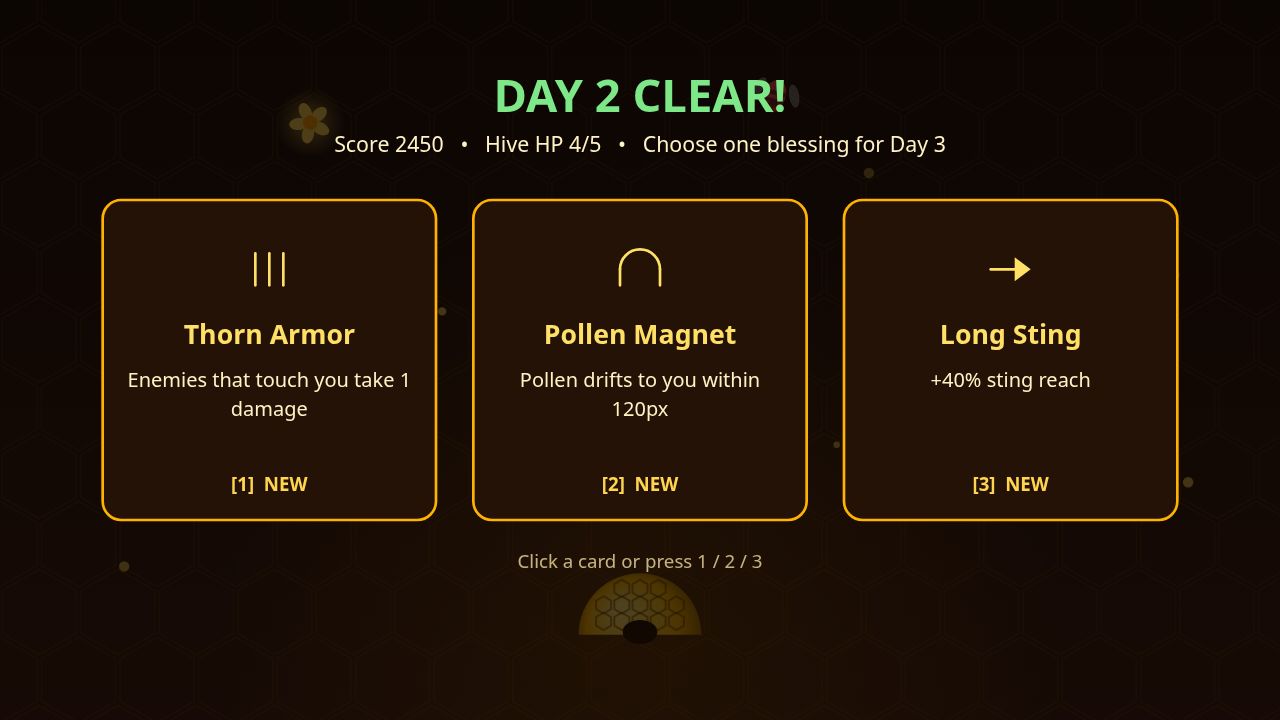 DAY 2 CLEAR!
Score 2450 • Hive HP 4/5 • Choose one blessing for Day 3
Thorn Armor
Enemies that touch you take 1
damage
[1] NEW
Pollen Magnet
Pollen drifts to you within
120px
[2] NEW
Long Sting
+40% sting reach
[3] NEW
Click a card or press 1 / 2 / 3